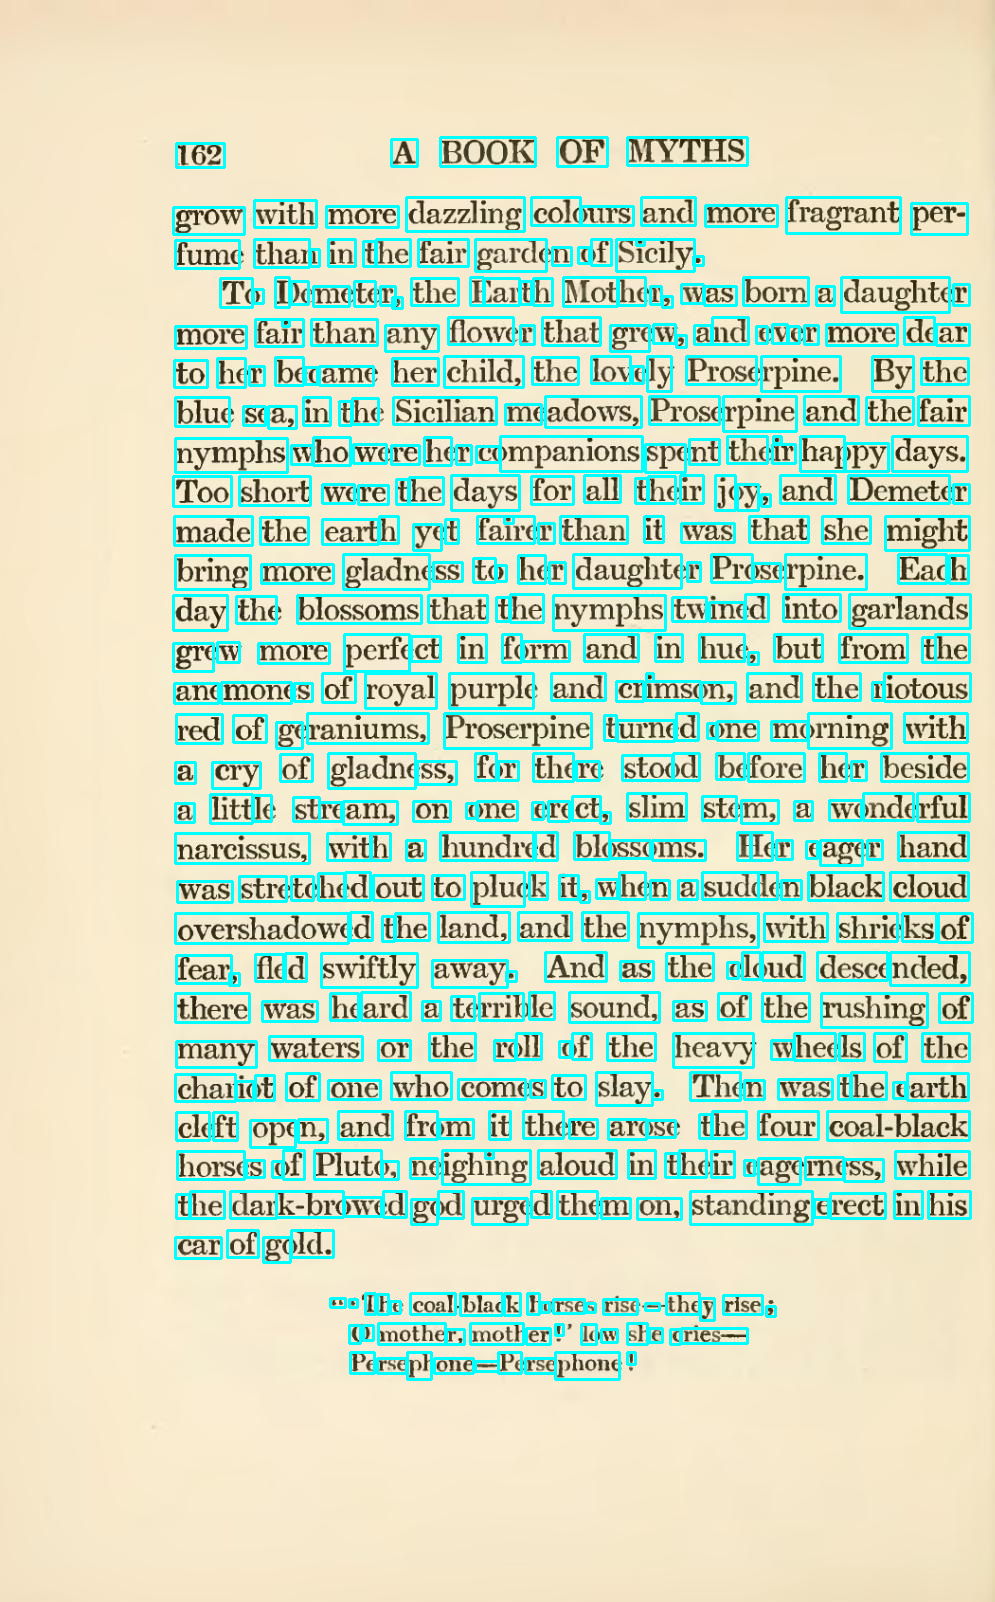 162 A BOOK OF MYTHS
grow with more dazzling colours and more fragrant per-
fume than in the fair garden of Sicily.
To Demeter, the Earth Mother, was born a daughter
more fair than any flower that grew, and ever more dear
to her became her child, the lovely Proserpine. By the
blue sea, in the Sicilian meadows, Proserpine and the fair
nymphs who were her companions spent their happy days.
Too short were the days for all their joy, and Demeter
made the earth yet fairer than it was that she might
bring more gladness to her daughter Proserpine. Each
day the blossoms that the nymphs twined into garlands
grew more perfect in form and in hue, but from the
anemones of royal purple and crimson, and the riotous
red of geraniums, Proserpine turned one morning with
a cry of gladness, for there stood before her beside
a little stream, on one erect, slim stem, a wonderful
narcissus, with a hundred blossoms. Her eager hand
was stretched out to pluck it, when a sudden black cloud
overshadowed the land, and the nymphs, with shrieks of
fear, fled swiftly away. And as the cloud descended,
there was heard a terrible sound, as of the rushing of
many waters or the roll of the heavy wheels of the
chariot of one who comes to slay. Then was the earth
cleft open, and from it there arose the four coal-black
horses of Pluto, neighing aloud in their eagerness, while
the dark-browed god urged them on, standing erect in his
car of gold.
“ ‘The coal-black horses rise—they rise;
O mother, mother!’ low she cries—
Persephone—Persephone!